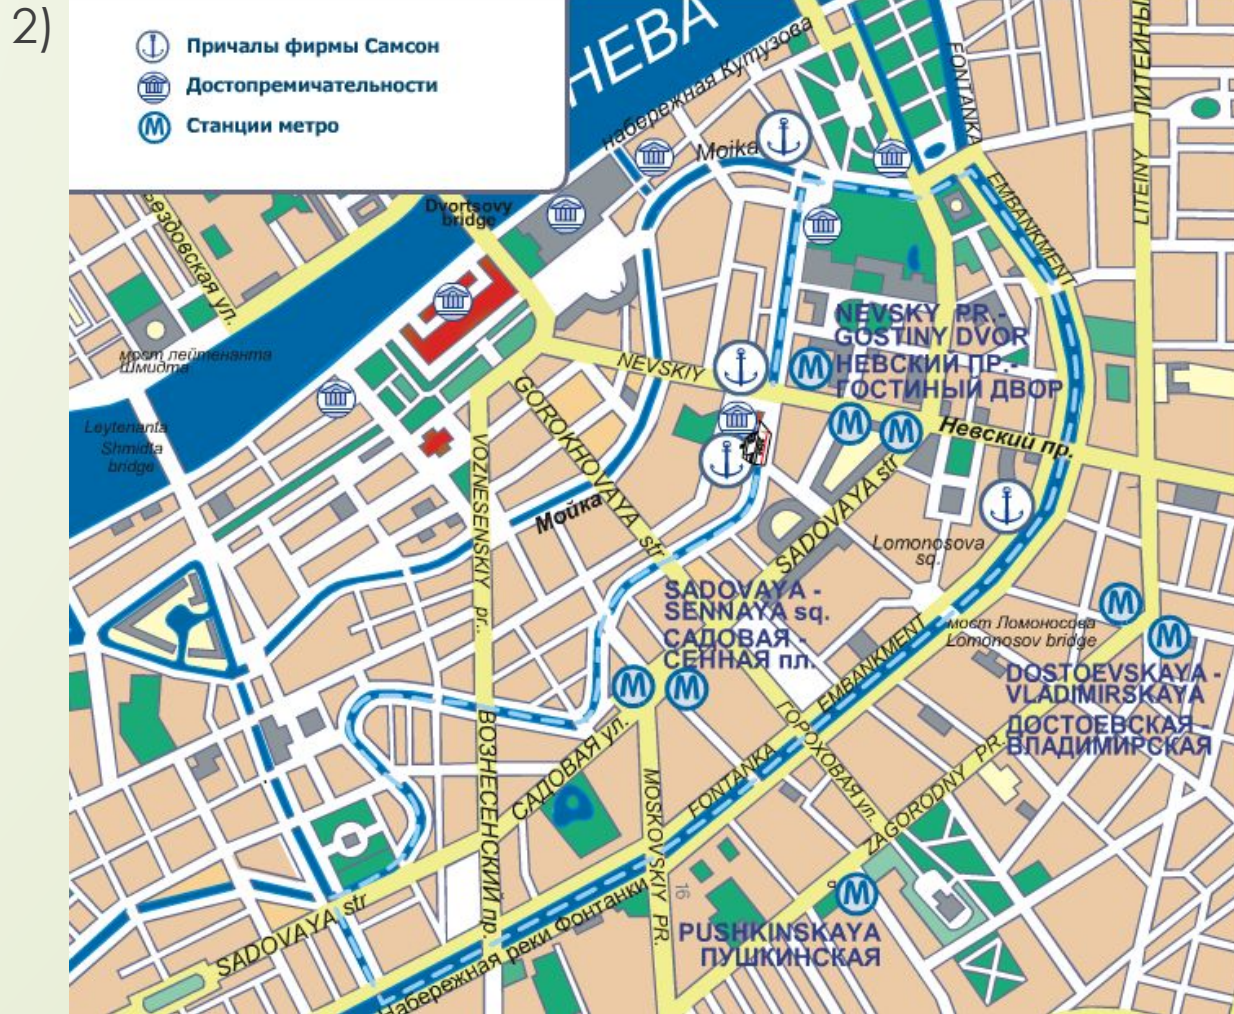 2)
Причалы фирмы Самсон
Достопремичательности
Станции метро
НЕВА
набережная Кутузова
Moika
FONTANKA
ЛИТЕЙНЫ
LITEINY
EMBANKMENT
Dvortsovy
bridge
ездовская ул.
мост лейтенанта
Шмидта
Leytenanta
Shmidta
bridge
NEVSKIY
NEVSKY PR.-
GOSTINY DVOR
НЕВСКИЙ ПР.-
ГОСТИНЫЙ ДВОР
Невский пр.
GOROKHOVAYA str
VOZNESENSKIY pr..
Мойка
SADOVAYA str
Lomonosova
sq.
SADOVAYA -
SENNAYA sq.
САДОВАЯ -
СЕННАЯ пл.
мост Ломоносова
Lomonosov bridge
EMBANKMENT
DOSTOEVSKAYA -
VLADIMIRSKAYA
ДОСТОЕВСКАЯ -
ВЛАДИМИРСКАЯ
ВОЗНЕСЕНСКИЙ пр.
САДОВАЯ ул.
MOSKOVSKIY PR.
FONTANKA
ГОРОХОВАЯ ул.
ZAGORODNY PR.
16
SADOVAYA str
Набережная реки Фонтанки
PUSHKINSKAYA
ПУШКИНСКАЯ
M
M
M
M
M
M
M
M
M